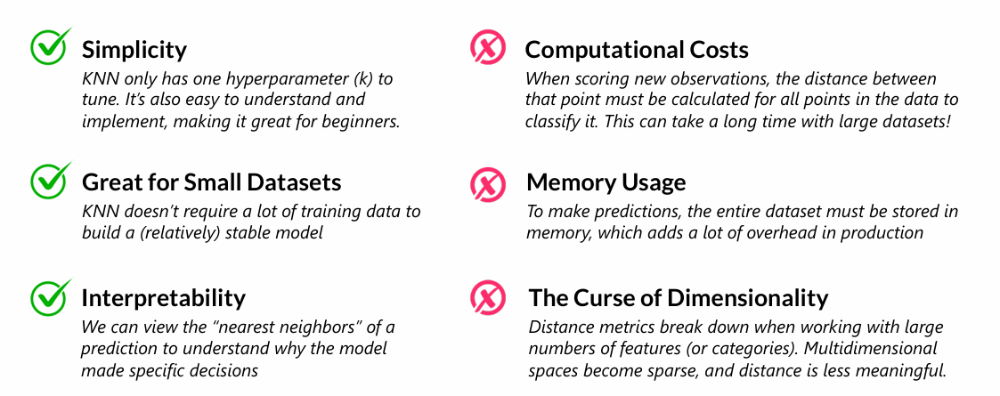 Simplicity
KNN only has one hyperparameter (k) to
tune. It's also easy to understand and
implement, making it great for beginners.
Great for Small Datasets
KNN doesn't require a lot of training data to
build a (relatively) stable model
Interpretability
We can view the "nearest neighbors" of a
prediction to understand why the model
made specific decisions
Computational Costs
When scoring new observations, the distance between
that point must be calculated for all points in the data to
classify it. This can take a long time with large datasets!
Memory Usage
To make predictions, the entire dataset must be stored in
memory, which adds a lot of overhead in production
The Curse of Dimensionality
Distance metrics break down when working with large
numbers of features (or categories). Multidimensional
spaces become sparse, and distance is less meaningful.